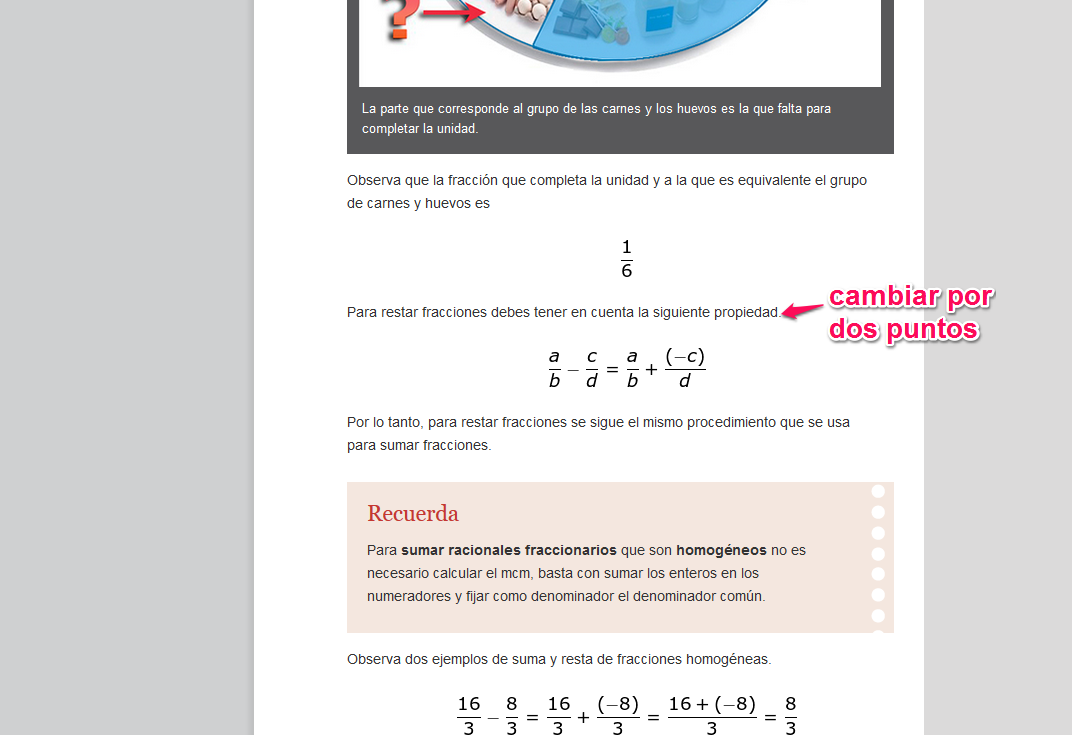 ?
La parte que corresponde al grupo de las carnes y los huevos es la que falta para
completar la unidad.
Observa que la fracción que completa la unidad y a la que es equivalente el grupo
de carnes y huevos es
1/6
Para restar fracciones debes tener en cuenta la siguiente propiedad.
cambiar por
dos puntos
a/b − c/d = a/b + (−c)/d
Por lo tanto, para restar fracciones se sigue el mismo procedimiento que se usa
para sumar fracciones.
Recuerda
Para sumar racionales fraccionarios que son homogéneos no es
necesario calcular el mcm, basta con sumar los enteros en los
numeradores y fijar como denominador el denominador común.
Observa dos ejemplos de suma y resta de fracciones homogéneas.
16/3 − 8/3 = 16/3 + (−8)/3 = 16 + (−8)/3 = 8/3